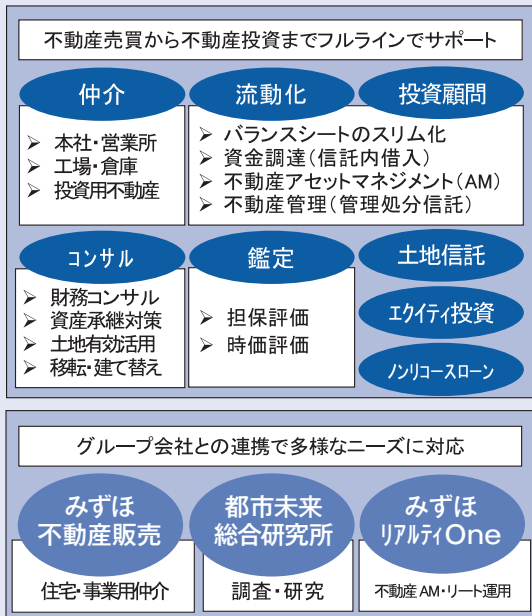 不動産売買から不動産投資までフルラインでサポート
仲介
流動化
投資顧問
➢ 本社・営業所
➢ 工場・倉庫
➢ 投資用不動産
➢ バランスシートのスリム化
➢ 資金調達(信託内借入)
➢ 不動産アセットマネジメント(AM)
➢ 不動産管理(管理処分信託)
コンサル
鑑定
土地信託
➢ 財務コンサル
➢ 資産承継対策
➢ 土地有効活用
➢ 移転・建て替え
➢ 担保評価
➢ 時価評価
エクイティ投資
ノンリコースローン
グループ会社との連携で多様なニーズに対応
みずほ
不動産販売
都市未来
総合研究所
みずほ
リアルティOne
住宅・事業用仲介
調査・研究
不動産AM・リート運用